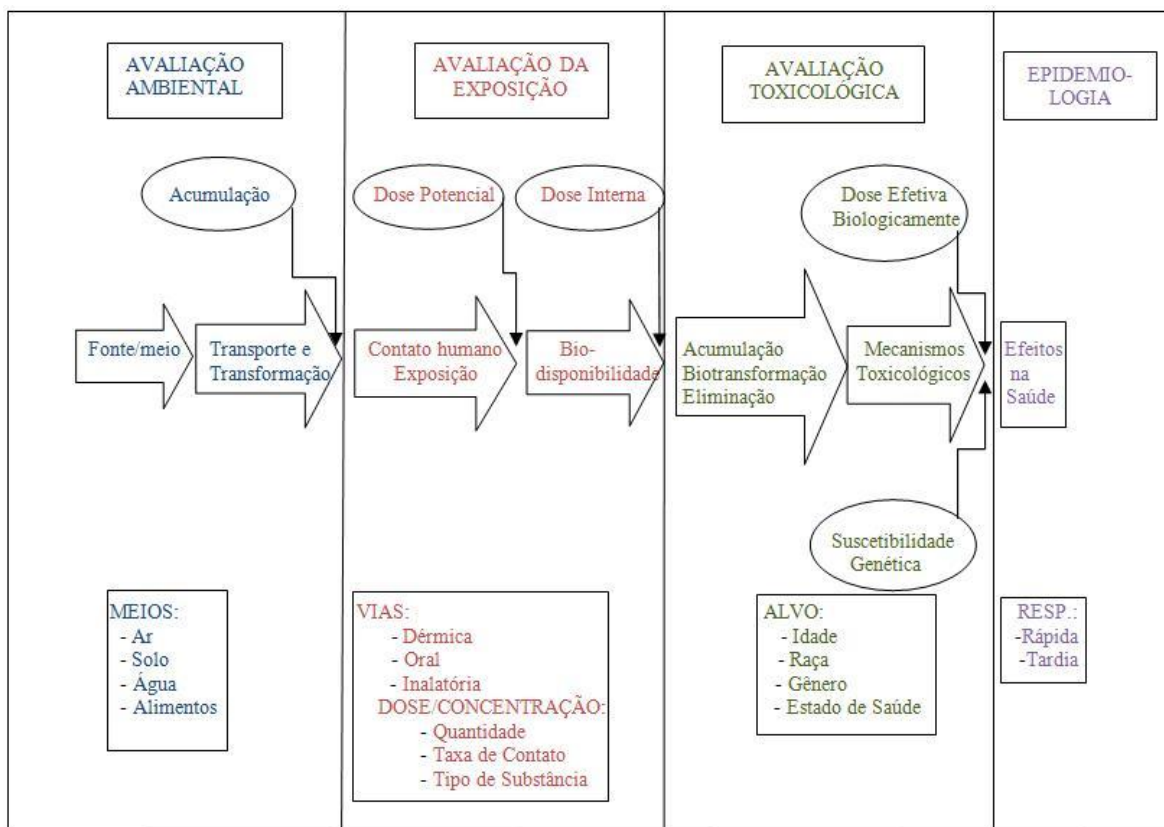 AVALIAÇÃO
AMBIENTAL
AVALIAÇÃO DA
EXPOSIÇÃO
AVALIAÇÃO
TOXICOLÓGICA
EPIDEMIO-
LOGIA
Acumulação
Dose Potencial
Dose Interna
Dose Efetiva
Biologicamente
Fonte/meio
Transporte e
Transformação
Contato humano
Exposição
Bio-
disponibilidade
Acumulação
Biotransformação
Eliminação
Mecanismos
Toxicológicos
Efeitos
na
Saúde
Suscetibilidade
Genética
MEIOS:
- Ar
- Solo
- Água
- Alimentos
VIAS:
- Dérmica
- Oral
- Inalatória
DOSE/CONCENTRAÇÃO:
- Quantidade
- Taxa de Contato
- Tipo de Substância
ALVO:
- Idade
- Raça
- Gênero
- Estado de Saúde
RESP.:
-Rápida
-Tardia